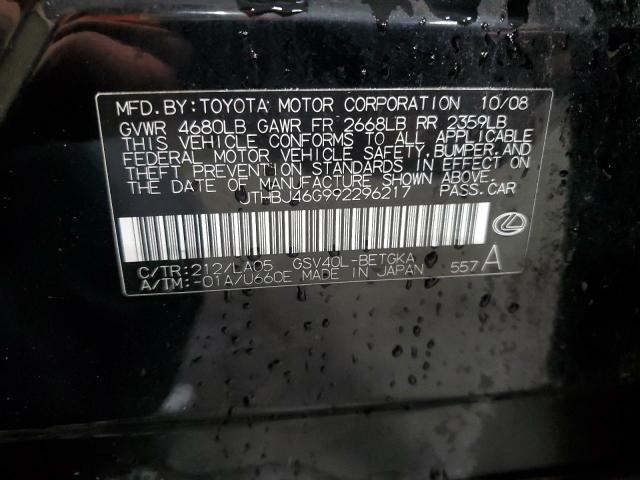 MFD. BY: TOYOTA MOTOR CORPORATION 10/08
GVWR 4680LB GAWR FR 2668LB RR 2359LB
THIS VEHICLE CONFORMS TO ALL APPLICABLE
FEDERAL MOTOR VEHICLE SAFETY, BUMPER, AND
THEFT PREVENTION STANDARDS IN EFFECT ON
THE DATE OF MANUFACTURE SHOWN ABOVE.
JTHBJ46G992296217 PASS. CAR
C/TR: 212/LA05 GSV40L-BETGKA
A/TM: -01A/U660E MADE IN JAPAN 557 A